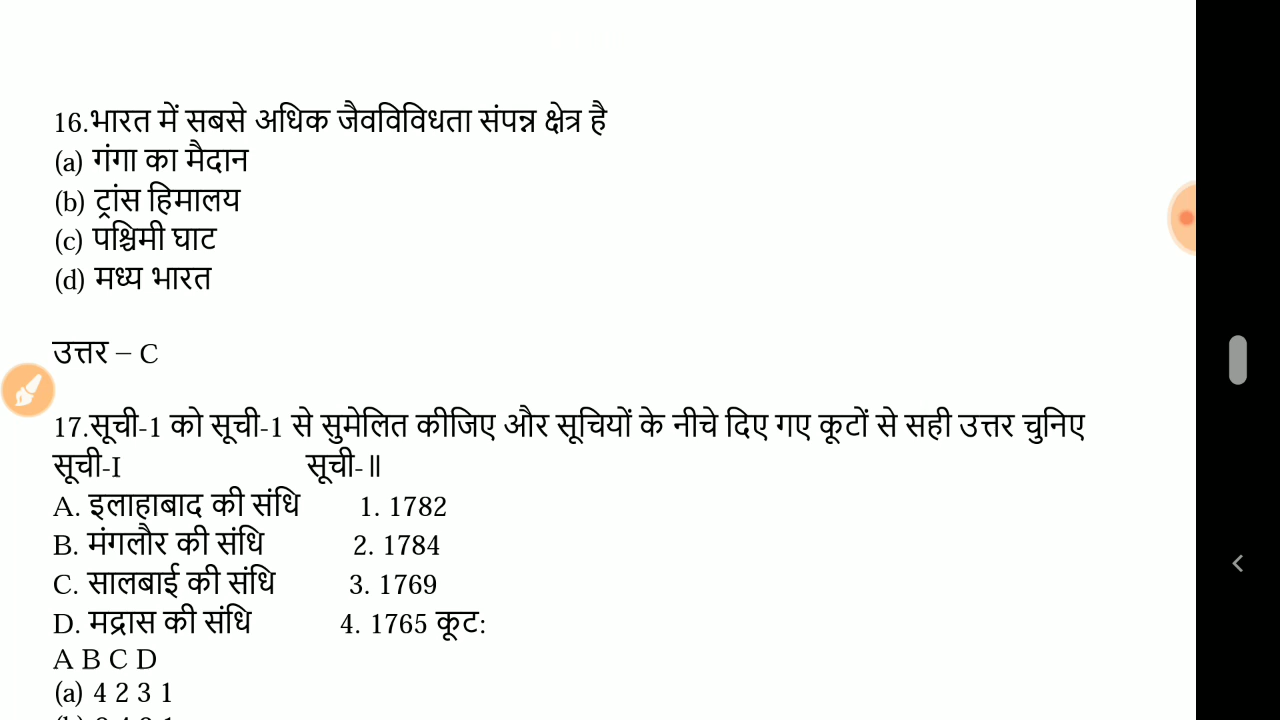 16.भारत में सबसे अधिक जैवविविधता संपन्न क्षेत्र है
(a) गंगा का मैदान
(b) ट्रांस हिमालय
(c) पश्चिमी घाट
(d) मध्य भारत
उत्तर – C
17.सूची-1 को सूची-1 से सुमेलित कीजिए और सूचियों के नीचे दिए गए कूटों से सही उत्तर चुनिए
सूची-I सूची-॥
A. इलाहाबाद की संधि 1. 1782
B. मंगलौर की संधि 2. 1784
C. सालबाई की संधि 3. 1769
D. मद्रास की संधि 4. 1765 कूट:
A B C D
(a) 4 2 3 1